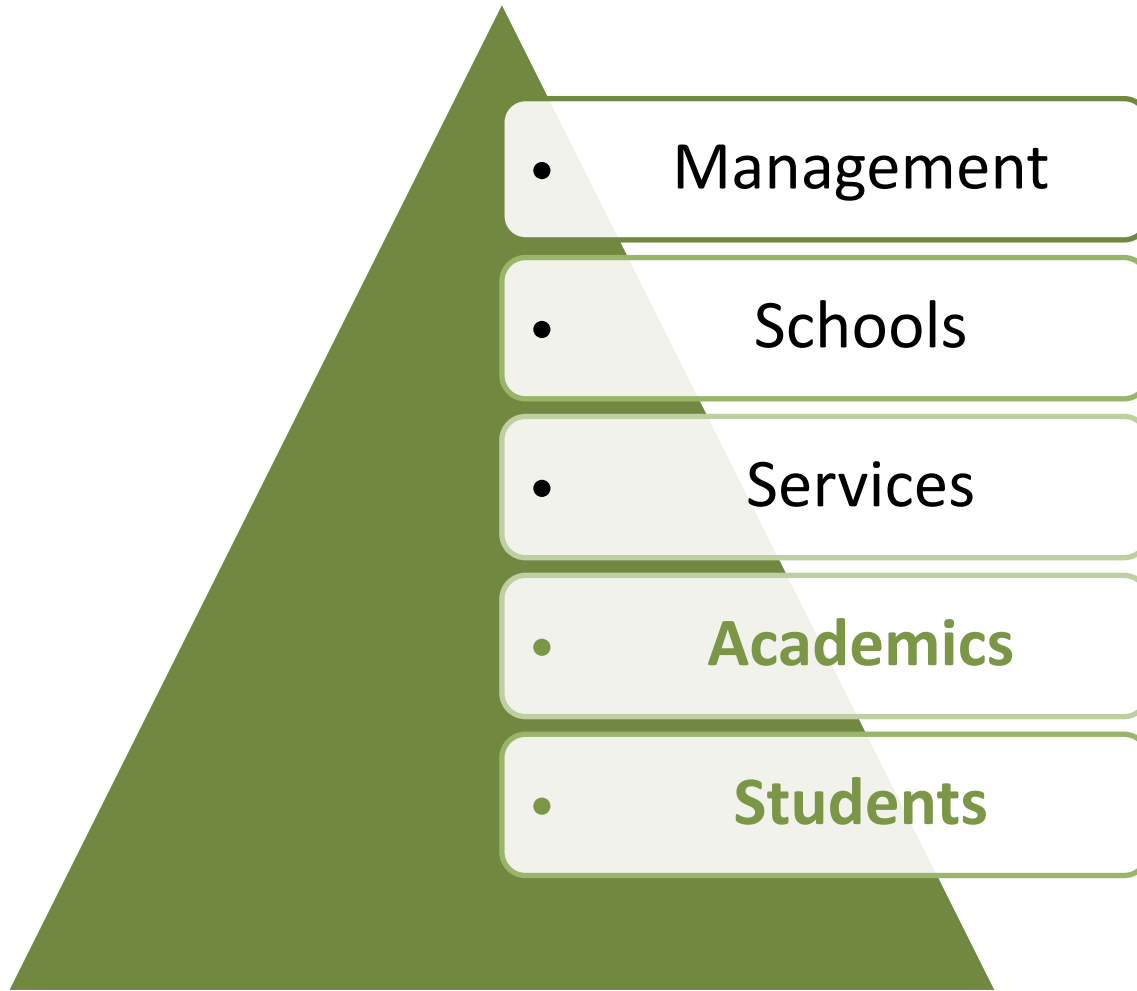 • Management
• Schools
• Services
• Academics
• Students